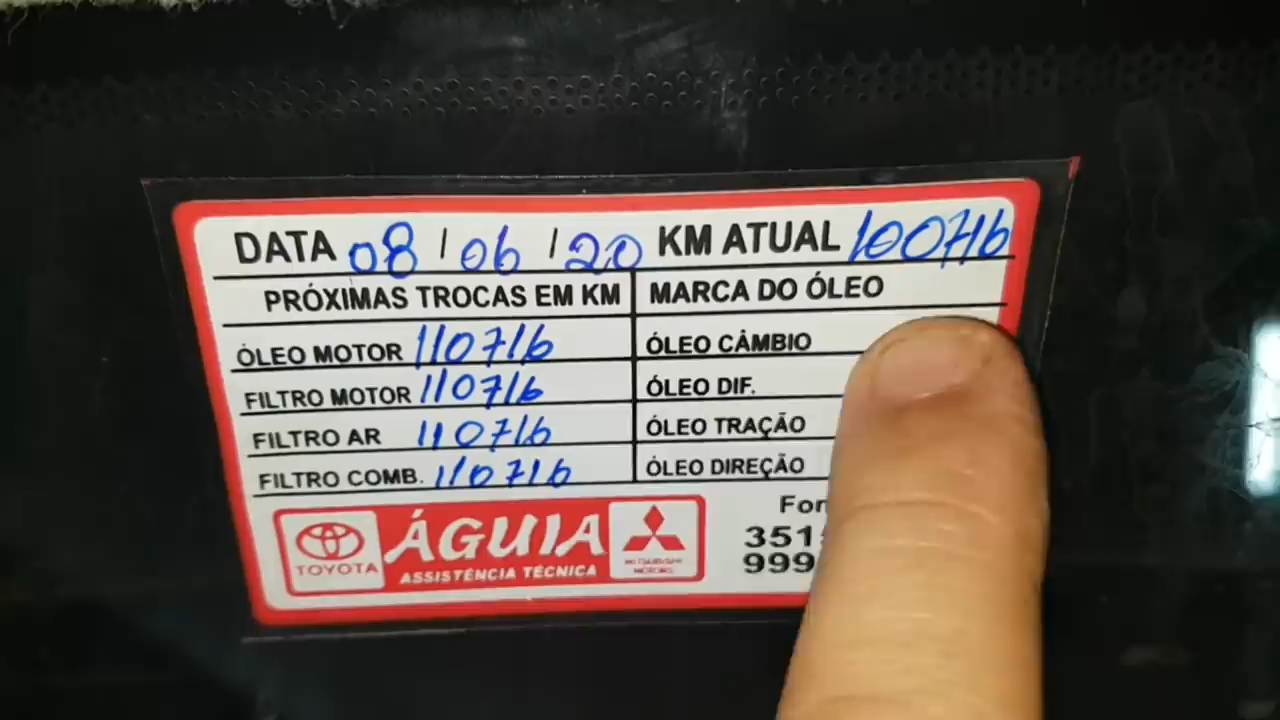 DATA 08 / 06 / 20 KM ATUAL 100716
PRÓXIMAS TROCAS EM KM MARCA DO ÓLEO
ÓLEO MOTOR 110716 ÓLEO CÂMBIO
FILTRO MOTOR 110716 ÓLEO DIF.
FILTRO AR 110716 ÓLEO TRAÇÃO
FILTRO COMB. 110716 ÓLEO DIREÇÃO
TOYOTA
ÁGUIA
ASSISTÊNCIA TÉCNICA
MITSUBISHI
MOTORS
351
999